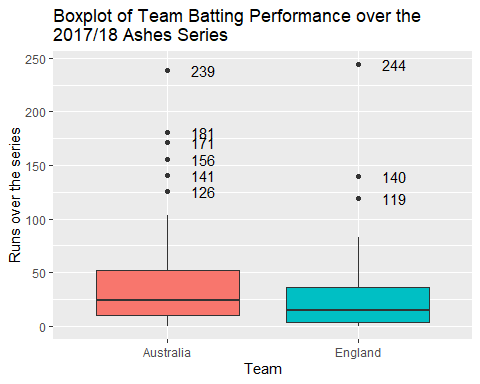 Boxplot of Team Batting Performance over the
2017/18 Ashes Series
Runs over the series
250
200
150
100
50
0
239
181
171
156
141
126
244
140
119
Australia
England
Team